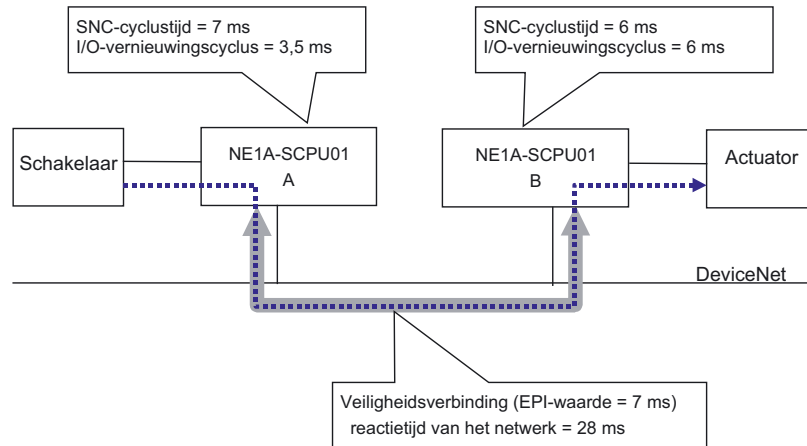 SNC-cyclustijd = 7 ms
I/O-vernieuwingscyclus = 3,5 ms
SNC-cyclustijd = 6 ms
I/O-vernieuwingscyclus = 6 ms
Schakelaar
NE1A-SCPU01
A
NE1A-SCPU01
B
Actuator
DeviceNet
Veiligheidsverbinding (EPI-waarde = 7 ms)
reactietijd van het netwerk = 28 ms